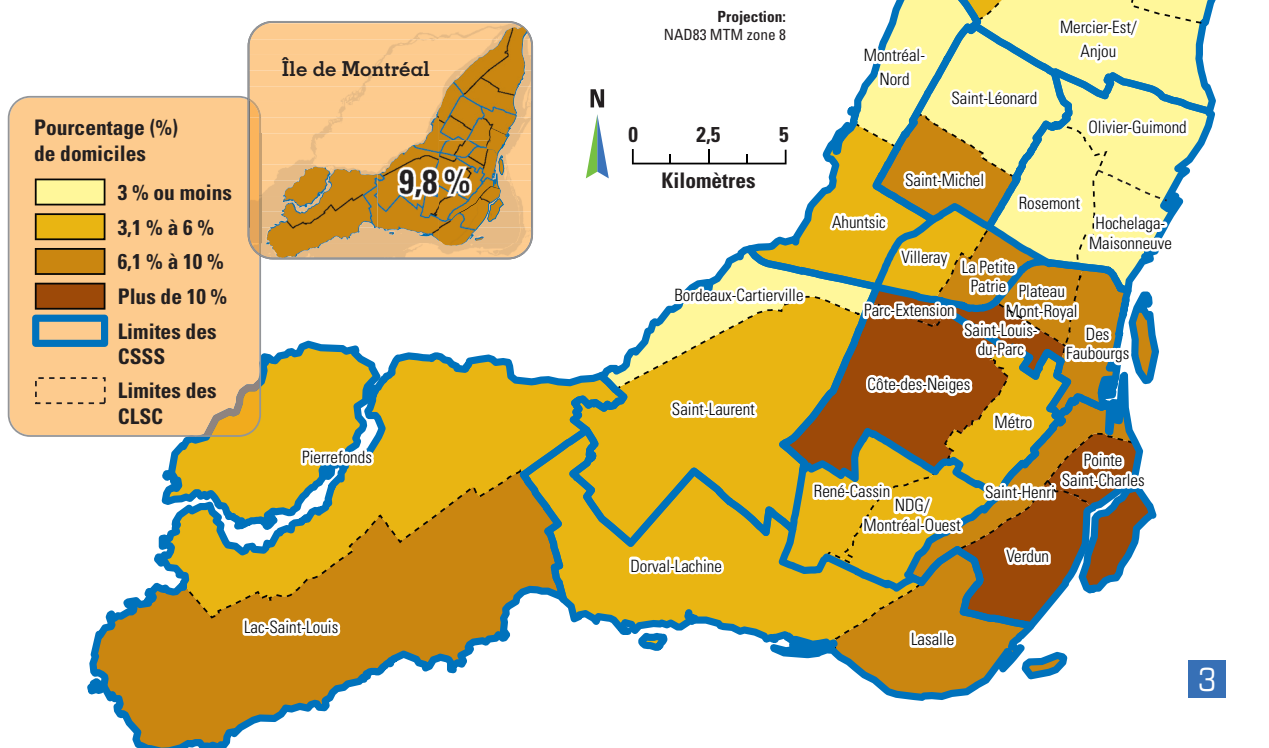 Projection:
NAD83 MTM zone 8
Île de Montréal
9,8 %
Pourcentage (%)
de domiciles
3 % ou moins
3,1 % à 6 %
6,1 % à 10 %
Plus de 10 %
Limites des
CSSS
Limites des
CLSC
N
0 2,5 5
Kilomètres
Mercier-Est/
Anjou
Montréal-
Nord
Saint-Léonard
Olivier-Guimond
Saint-Michel
Rosemont
Hochelaga-
Maisonneuve
Ahuntsic
Villeray
La Petite
Patrie
Bordeaux-Cartierville
Plateau
Mont-Royal
Parc-Extension
Saint-Louis-
du-Parc
Des
Faubourgs
Côte-des-Neiges
Saint-Laurent
Métro
Pierrefonds
Pointe
Saint-Charles
René-Cassin
Saint-Henri
NDG/
Montréal-Ouest
Verdun
Dorval-Lachine
Lac-Saint-Louis
Lasalle
3